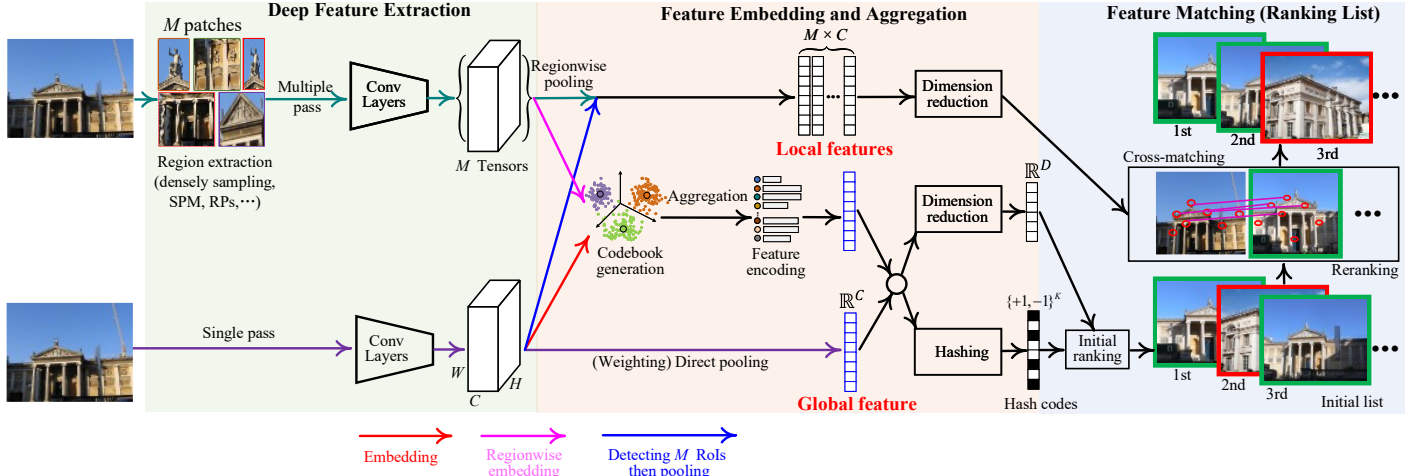 Deep Feature Extraction
Feature Embedding and Aggregation
Feature Matching (Ranking List)
M patches
Multiple
pass
Conv
Layers
Regionwise
pooling
M × C
...
Dimension
reduction
Local features
M Tensors
Region extraction
(densely sampling,
SPM, RPs,···)
1st
2nd
3rd
•••
Cross-matching
Reranking
•••
Codebook
generation
Aggregation
Feature
encoding
Dimension
reduction
ℝ^D
ℝ^C
{+1,−1}^K
Single pass
Conv
Layers
W
H
C
(Weighting) Direct pooling
Global feature
Hashing
Hash codes
Initial
ranking
1st
2nd
3rd
•••
Initial list
Embedding
Regionwise
embedding
Detecting M RoIs
then pooling